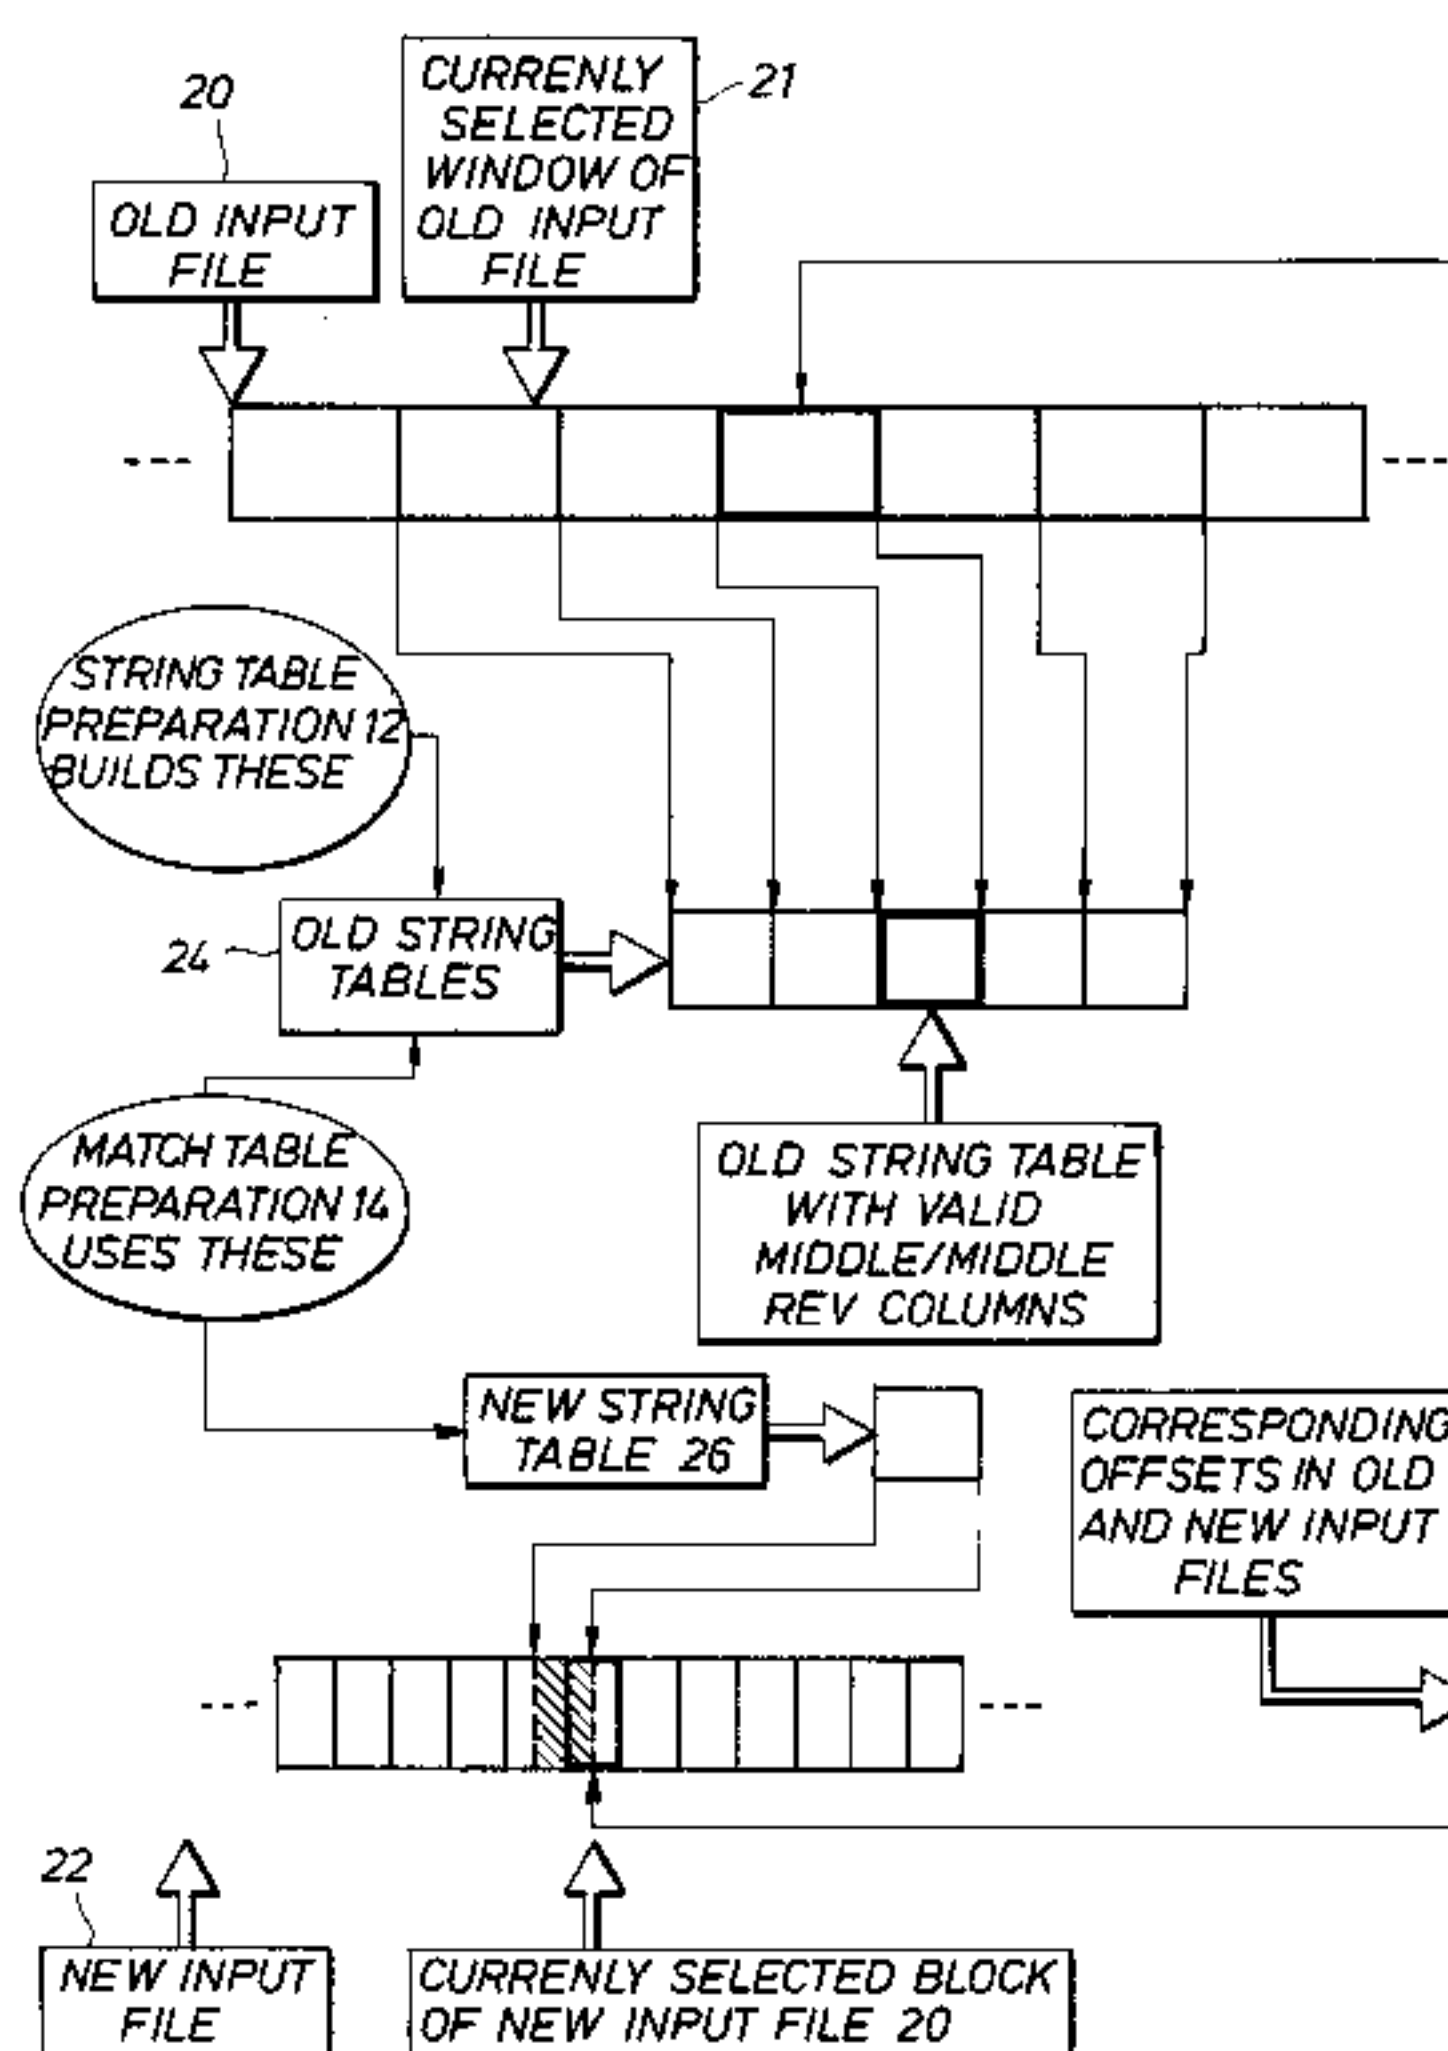 20
OLD INPUT
FILE
CURRENLY
SELECTED
WINDOW OF
OLD INPUT
FILE
21
STRING TABLE
PREPARATION 12
BUILDS THESE
24
OLD STRING
TABLES
MATCH TABLE
PREPARATION 14
USES THESE
OLD STRING TABLE
WITH VALID
MIDDLE/MIDDLE
REV COLUMNS
NEW STRING
TABLE 26
CORRESPONDING
OFFSETS IN OLD
AND NEW INPUT
FILES
22
NEW INPUT
FILE
CURRENLY SELECTED BLOCK
OF NEW INPUT FILE 20